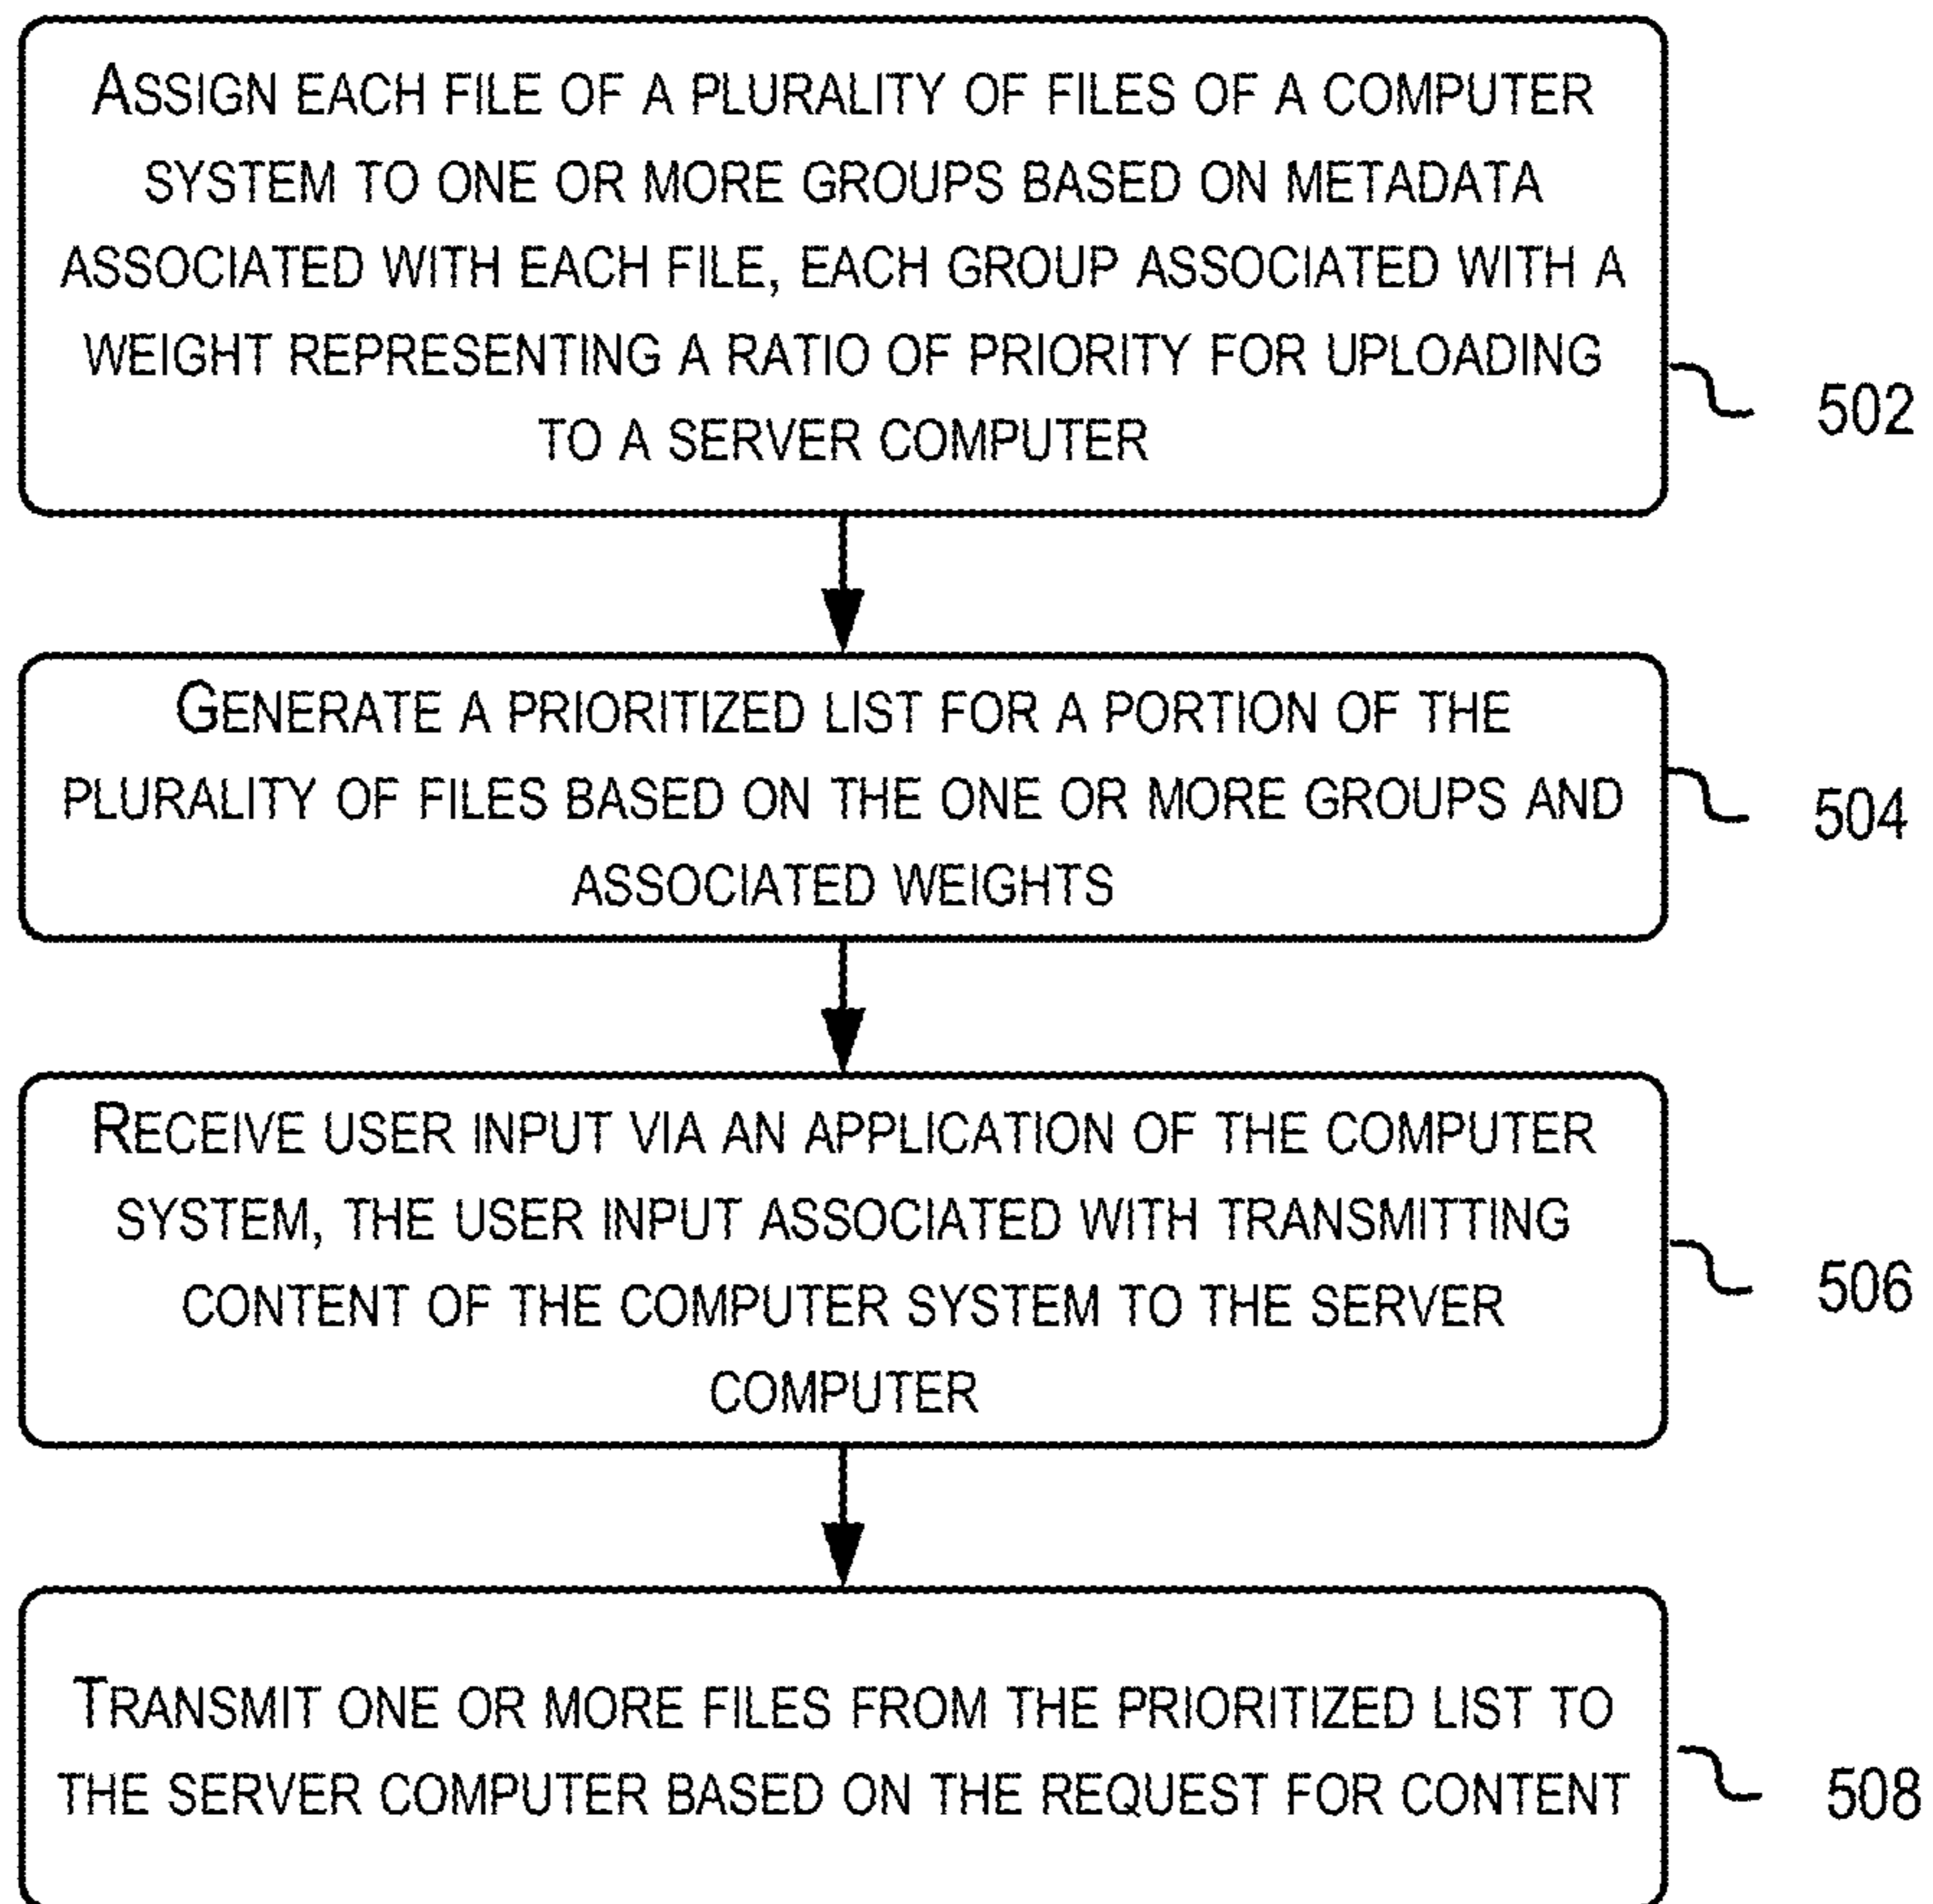 ASSIGN EACH FILE OF A PLURALITY OF FILES OF A COMPUTER
SYSTEM TO ONE OR MORE GROUPS BASED ON METADATA
ASSOCIATED WITH EACH FILE, EACH GROUP ASSOCIATED WITH A
WEIGHT REPRESENTING A RATIO OF PRIORITY FOR UPLOADING
TO A SERVER COMPUTER
502
GENERATE A PRIORITIZED LIST FOR A PORTION OF THE
PLURALITY OF FILES BASED ON THE ONE OR MORE GROUPS AND
ASSOCIATED WEIGHTS
504
RECEIVE USER INPUT VIA AN APPLICATION OF THE COMPUTER
SYSTEM, THE USER INPUT ASSOCIATED WITH TRANSMITTING
CONTENT OF THE COMPUTER SYSTEM TO THE SERVER
COMPUTER
506
TRANSMIT ONE OR MORE FILES FROM THE PRIORITIZED LIST TO
THE SERVER COMPUTER BASED ON THE REQUEST FOR CONTENT
508